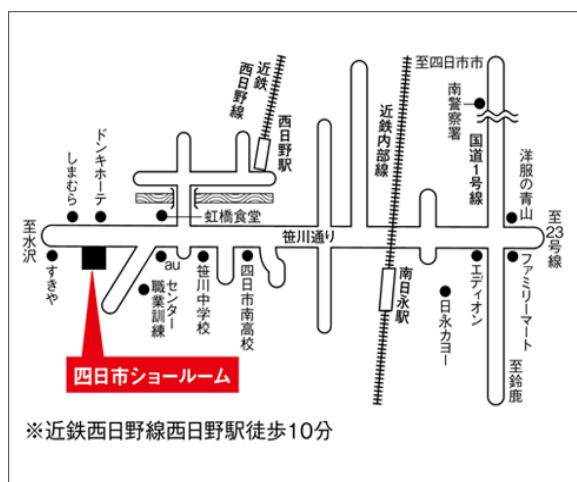 近鉄
西日野線
至四日市市
南警察署
国道1号線
近鉄内部線
西日野駅
ドンキホーテ
しまむら
洋服の青山
虹橋食堂
至水沢
笹川通り
至23号線
すきや
au
職業訓練
センター
笹川中学校
四日市南高校
南日永駅
日永カヨー
エディオン
ファミリーマート
至鈴鹿
四日市ショールーム
※近鉄西日野線西日野駅徒歩10分